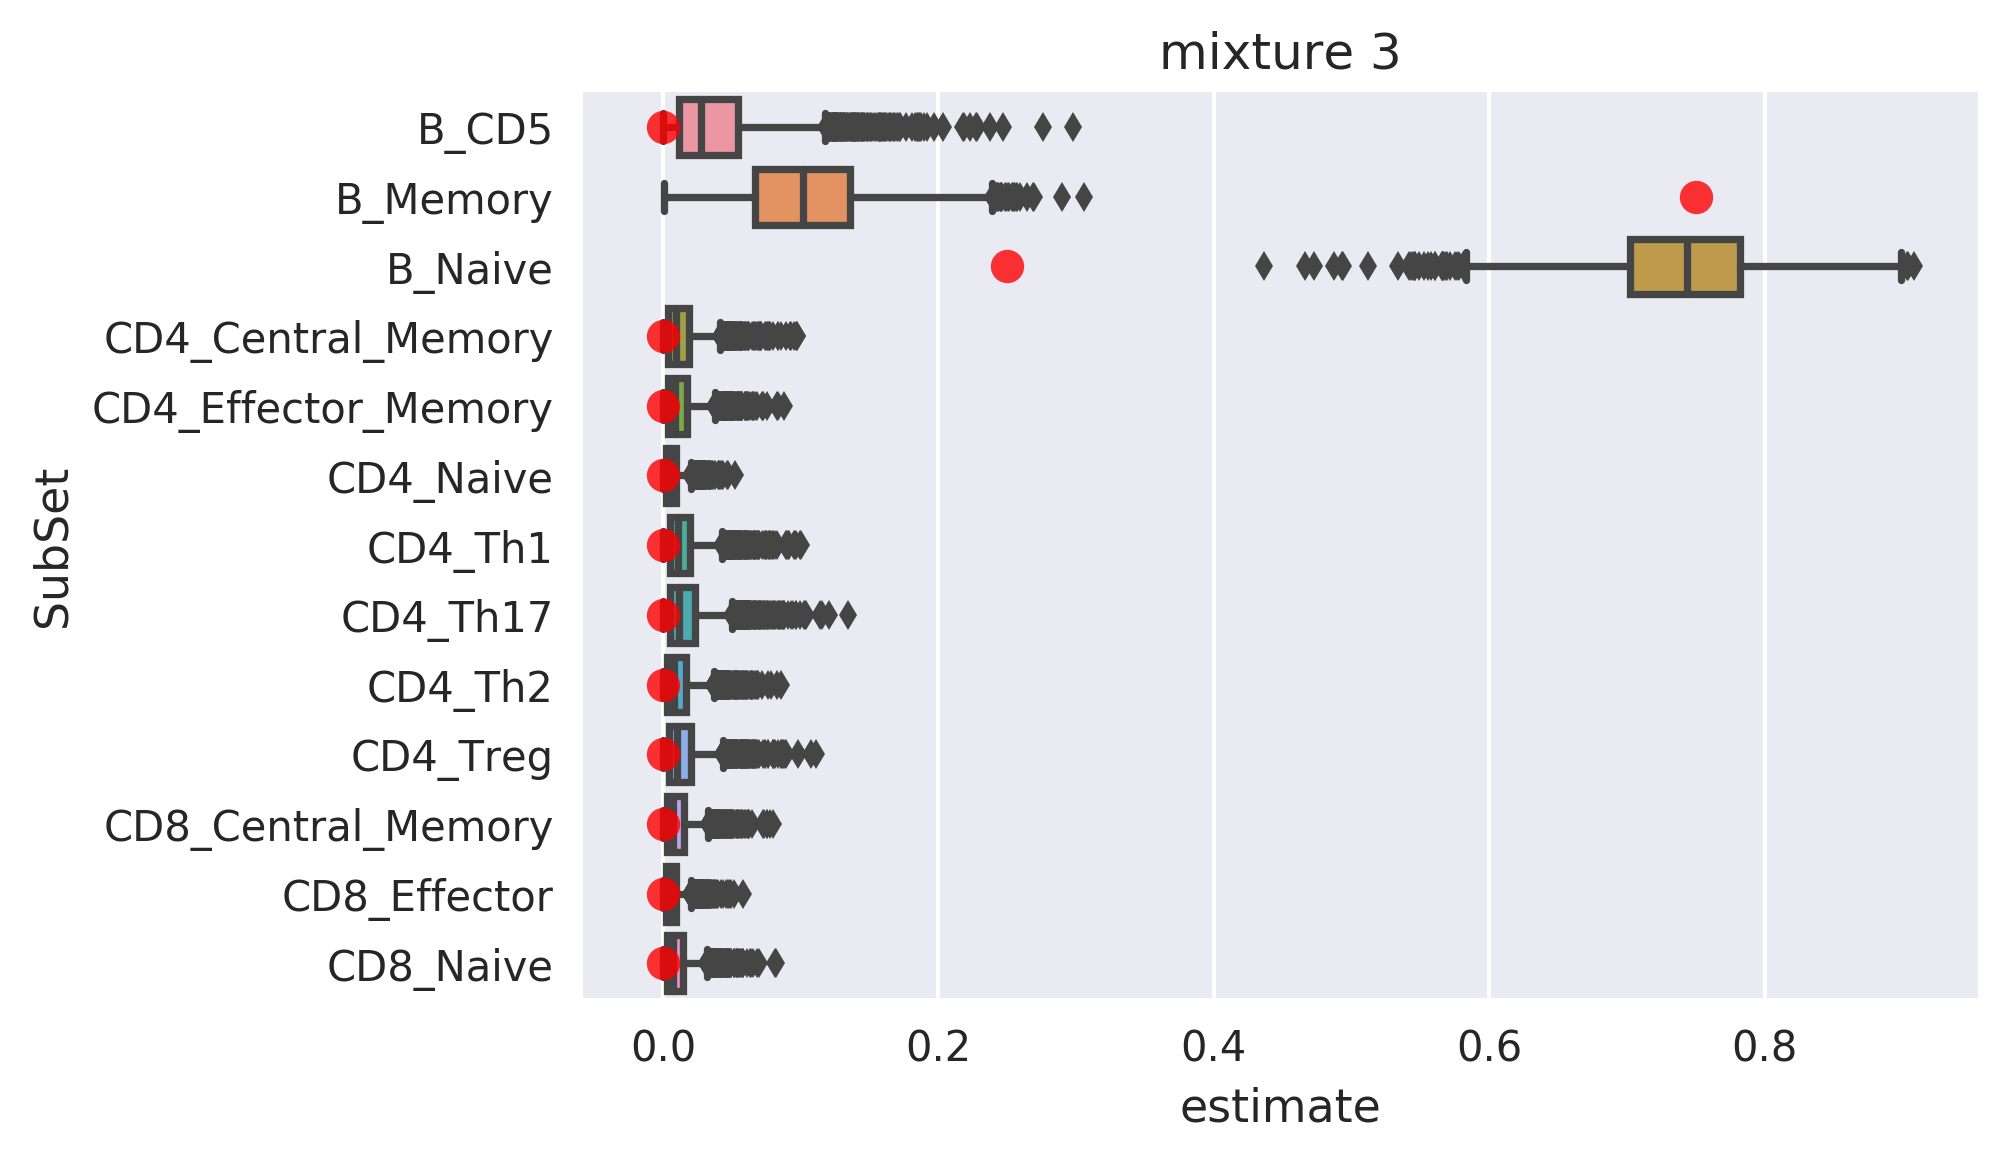 mixture 3
B_CD5
B_Memory
B_Naive
CD4_Central_Memory
CD4_Effector_Memory
CD4_Naive
CD4_Th1
CD4_Th17
CD4_Th2
CD4_Treg
CD8_Central_Memory
CD8_Effector
CD8_Naive
SubSet
0.0 0.2 0.4 0.6 0.8
estimate